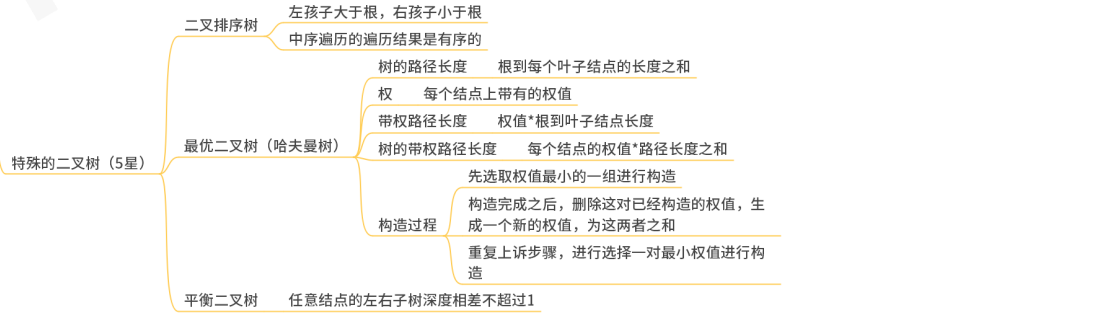 特殊的二叉树（5星）
二叉排序树
左孩子大于根，右孩子小于根
中序遍历的遍历结果是有序的
最优二叉树（哈夫曼树）
树的路径长度 根到每个叶子结点的长度之和
权 每个结点上带有的权值
带权路径长度 权值*根到叶子结点长度
树的带权路径长度 每个结点的权值*路径长度之和
构造过程
先选取权值最小的一组进行构造
构造完成之后，删除这对已经构造的权值，生
成一个新的权值，为这两者之和
重复上诉步骤，进行选择一对最小权值进行构
造
平衡二叉树 任意结点的左右子树深度相差不超过1